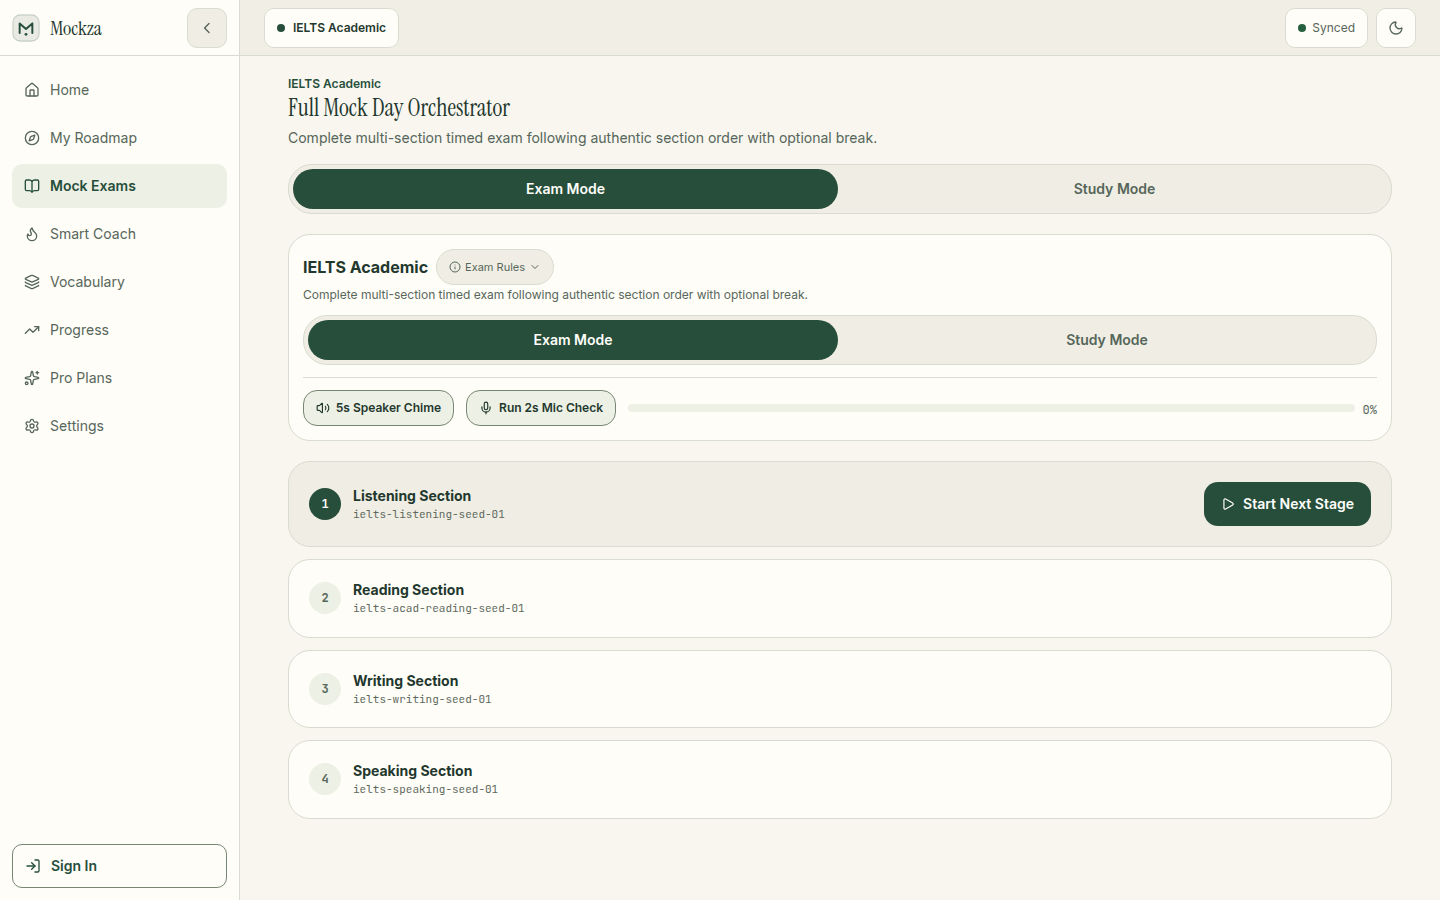 Mockza
IELTS Academic
Synced
Home
My Roadmap
Mock Exams
Smart Coach
Vocabulary
Progress
Pro Plans
Settings
Sign In
IELTS Academic
Full Mock Day Orchestrator
Complete multi-section timed exam following authentic section order with optional break.
Exam Mode
Study Mode
IELTS Academic
Exam Rules
Complete multi-section timed exam following authentic section order with optional break.
Exam Mode
Study Mode
5s Speaker Chime
Run 2s Mic Check
0%
1
Listening Section
ielts-listening-seed-01
Start Next Stage
2
Reading Section
ielts-acad-reading-seed-01
3
Writing Section
ielts-writing-seed-01
4
Speaking Section
ielts-speaking-seed-01